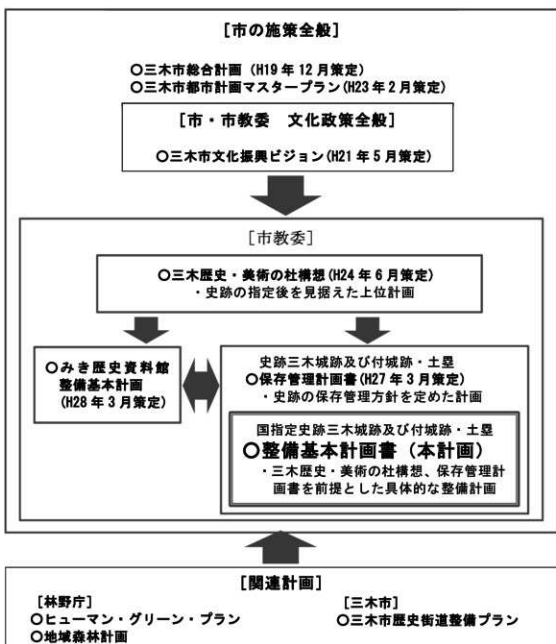 [市の施策全般]
○三木市総合計画（H19年12月策定）
○三木市都市計画マスタープラン(H23年2月策定)
[市・市教委　文化政策全般]
○三木市文化振興ビジョン(H21年5月策定)
[市教委]
○三木歴史・美術の杜構想(H24年6月策定)
・史跡の指定後を見据えた上位計画
○みき歴史資料館
整備基本計画
(H28年3月策定)
史跡三木城跡及び付城跡・土塁
○保存管理計画書(H27年3月策定)
・史跡の保存管理方針を定めた計画
国指定史跡三木城跡及び付城跡・土塁
○整備基本計画書（本計画）
・三木歴史・美術の杜構想、保存管理計
画書を前提とした具体的な整備計画
[関連計画]
[林野庁]
○ヒューマン・グリーン・プラン
○地域森林計画
[三木市]
○三木市歴史街道整備プラン